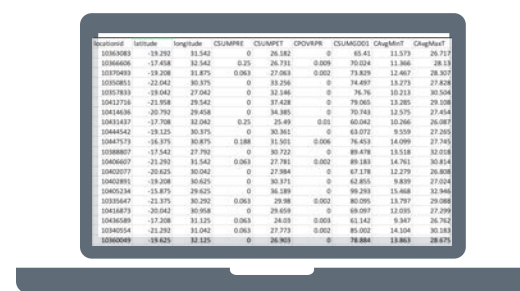 locationid latitude longitude CSUMPRE CSUMPET CPOVRPR CSUMGDD1 CAvgMinT CAvgMaxT
10363083 -19.292 31.542 0 26.182 0 65.41 11.573 26.717
10366606 -17.458 32.542 0.25 26.731 0.009 70.024 11.366 28.13
10370493 -19.208 31.875 0.063 27.063 0.002 73.829 12.467 28.307
10350851 -22.042 30.375 0 33.256 0 74.497 13.273 27.828
10357833 -19.042 27.042 0 32.146 0 76.76 10.213 30.504
10412716 -21.958 29.542 0 37.428 0 79.065 13.285 29.108
10414636 -20.792 29.458 0 34.385 0 70.743 12.575 27.454
10431437 -17.708 32.042 0.25 25.49 0.01 60.042 10.266 26.087
10444542 -19.125 30.375 0 30.361 0 63.072 9.559 27.265
10447573 -16.375 30.875 0.188 31.501 0.006 76.453 14.099 27.745
10388807 -17.542 27.792 0 30.722 0 89.478 13.518 32.018
10406607 -21.292 31.542 0.063 27.781 0.002 89.183 14.761 30.814
10402077 -20.625 30.042 0 27.984 0 67.178 12.279 26.808
10402891 -19.208 30.625 0 30.371 0 62.855 9.839 27.024
10405234 -15.875 29.625 0 36.189 0 99.293 15.468 32.946
10335647 -21.375 30.292 0.063 29.98 0.002 80.095 13.797 29.088
10416873 -20.042 30.958 0 29.659 0 69.097 12.035 27.299
10436589 -17.208 31.125 0.063 24.03 0.003 61.142 9.347 26.762
10340554 -21.292 31.042 0.063 27.773 0.002 85.002 14.104 30.183
10360049 -19.625 32.125 0 26.903 0 78.884 13.863 28.675